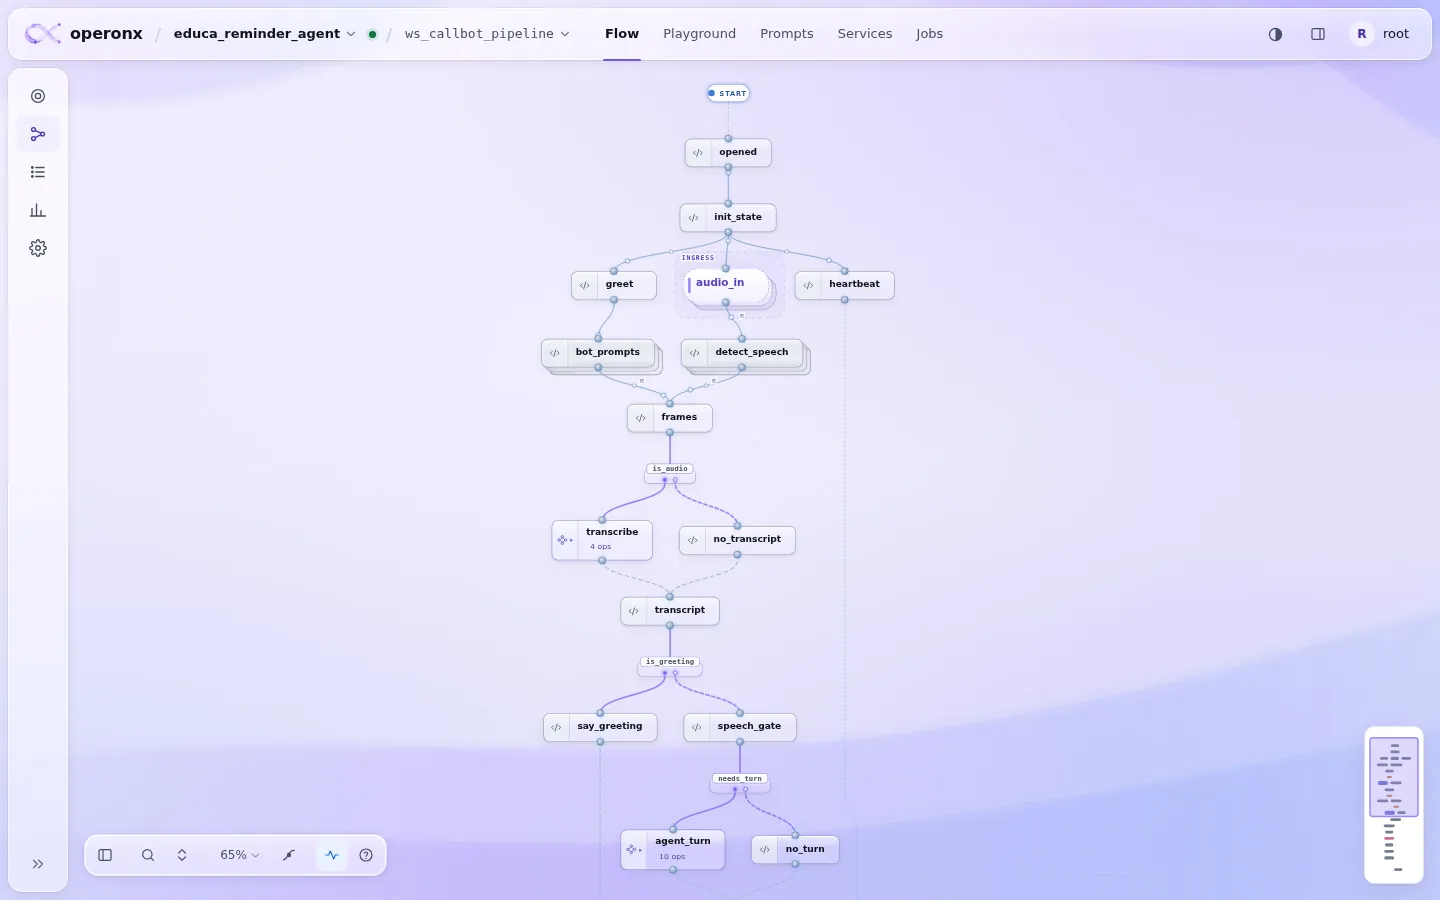 operonx / educa_reminder_agent / ws_callbot_pipeline Flow Playground Prompts Services Jobs R root
START
opened
init_state
INGRESS
greet audio_in heartbeat
bot_prompts detect_speech
frames
is_audio
transcribe no_transcript
4 ops
transcript
is_greeting
say_greeting speech_gate
needs_turn
agent_turn no_turn
10 ops
65%